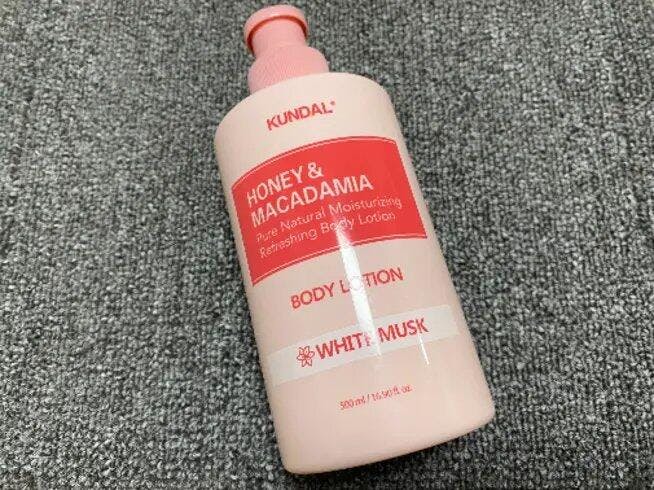 KUNDAL®
HONEY &
MACADAMIA
Pure Natural Moisturizing
Refreshing Body Lotion
BODY LOTION
WHITE MUSK
500 ml / 16.90 fl. oz